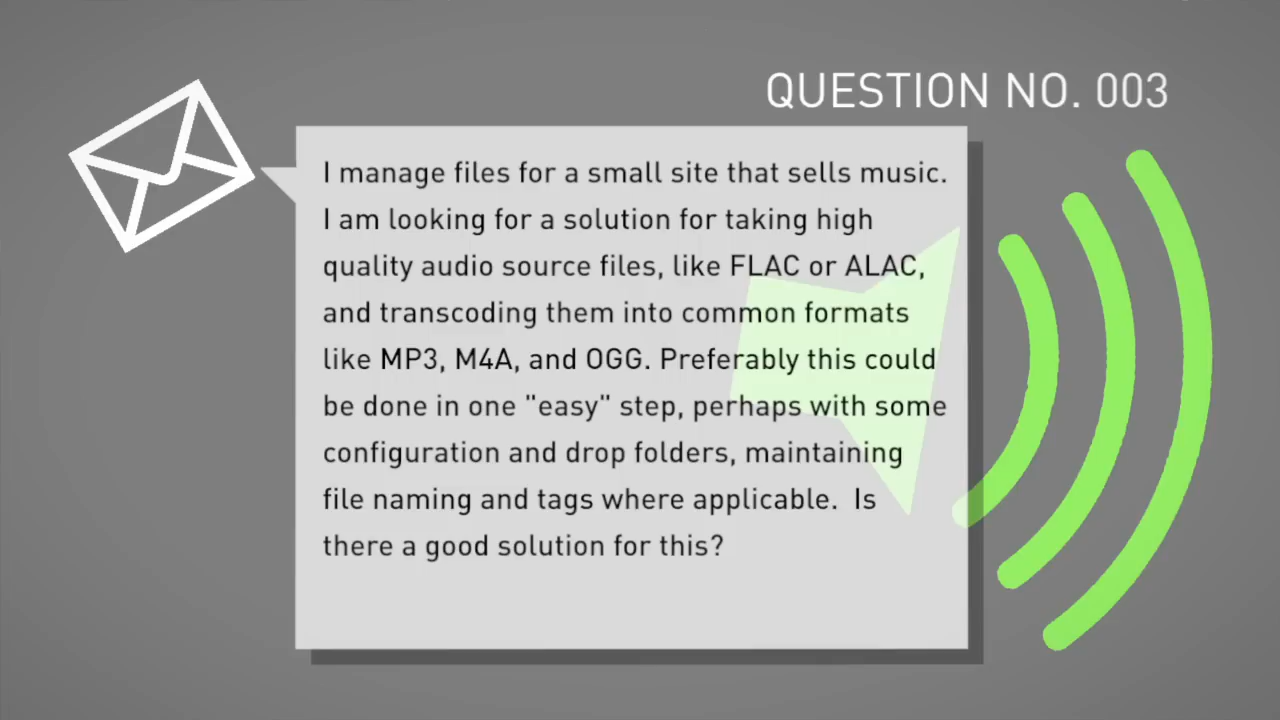 QUESTION NO. 003
I manage files for a small site that sells music.
I am looking for a solution for taking high
quality audio source files, like FLAC or ALAC,
and transcoding them into common formats
like MP3, M4A, and OGG. Preferably this could
be done in one "easy" step, perhaps with some
configuration and drop folders, maintaining
file naming and tags where applicable.  Is
there a good solution for this?